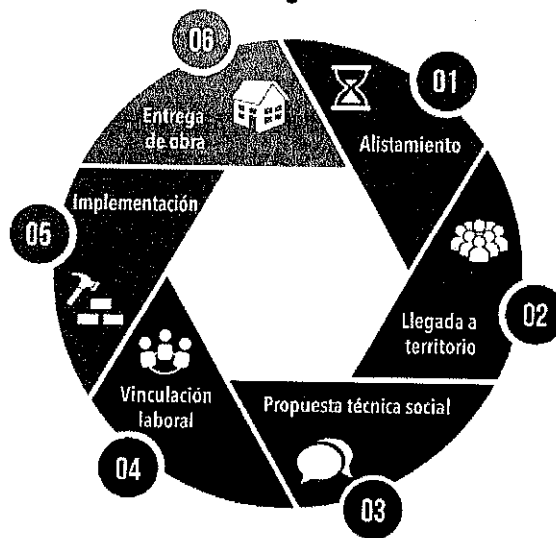 01
Alistamiento
02
Llegada a
territorio
03
Propuesta técnica social
04
Vinculación
laboral
05
Implementación
06
Entrega
de obra